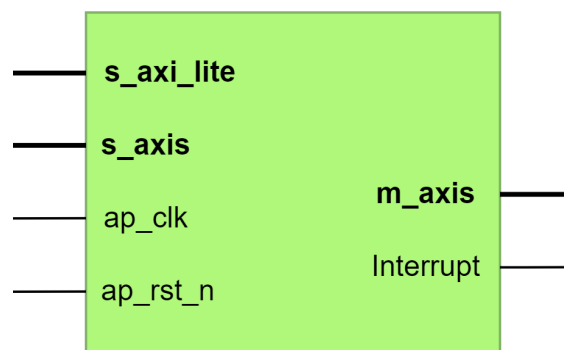 s_axi_lite
s_axis
ap_clk
ap_rst_n
m_axis
Interrupt